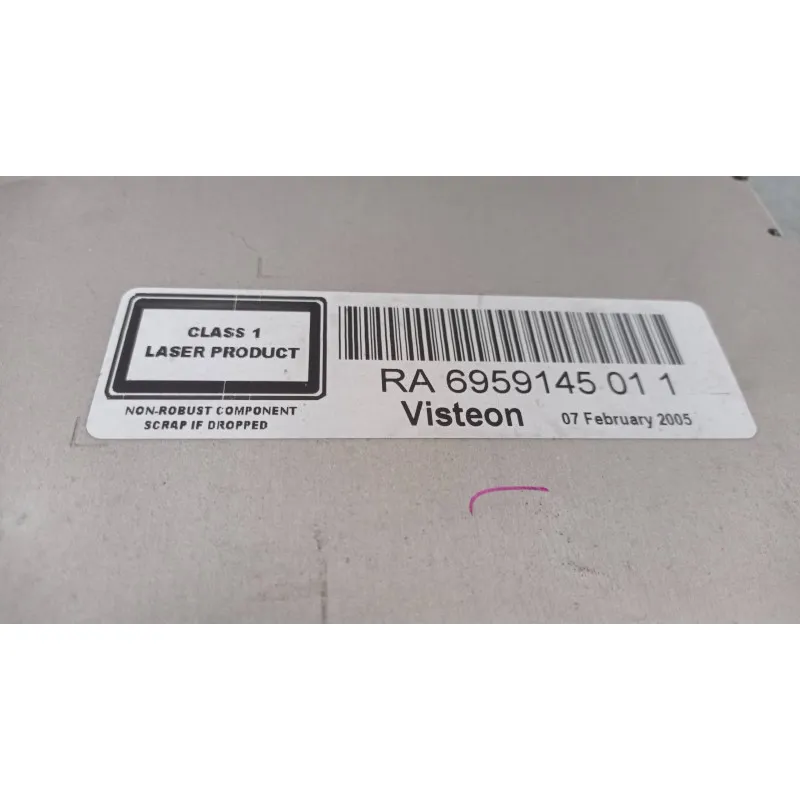 CLASS 1
LASER PRODUCT
NON-ROBUST COMPONENT
SCRAP IF DROPPED
RA 6959145 01 1
Visteon 07 February 2005